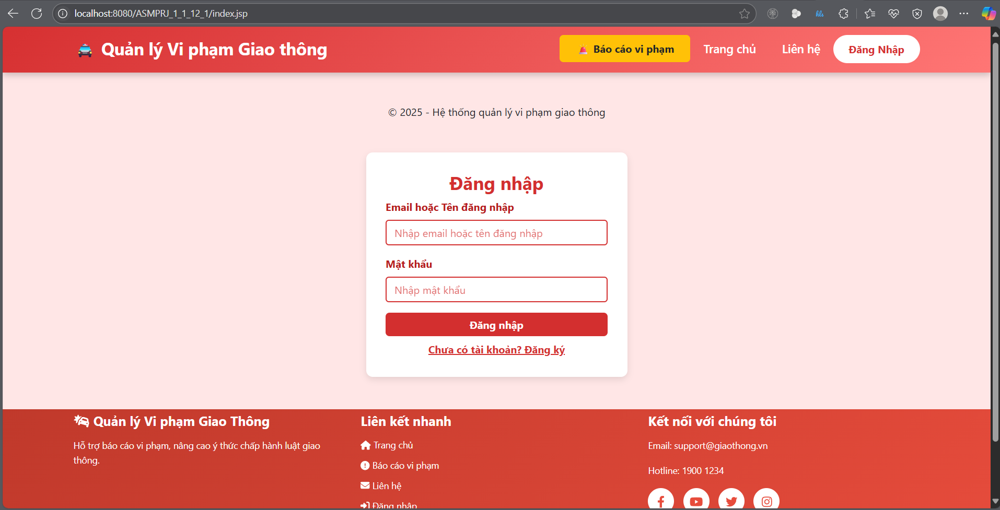 localhost:8080/ASMPRJ_1_1_12_1/index.jsp
hls
Quản lý Vi phạm Giao thông
Báo cáo vi phạm
Trang chủ
Liên hệ
Đăng Nhập
© 2025 - Hệ thống quản lý vi phạm giao thông
Đăng nhập
Email hoặc Tên đăng nhập
Nhập email hoặc tên đăng nhập
Mật khẩu
Nhập mật khẩu
Đăng nhập
Chưa có tài khoản? Đăng ký
Quản lý Vi phạm Giao Thông
Hỗ trợ báo cáo vi phạm, nâng cao ý thức chấp hành luật giao
thông.
Liên kết nhanh
Trang chủ
Báo cáo vi phạm
Liên hệ
Đăng nhập
Kết nối với chúng tôi
Email: support@giaothong.vn
Hotline: 1900 1234